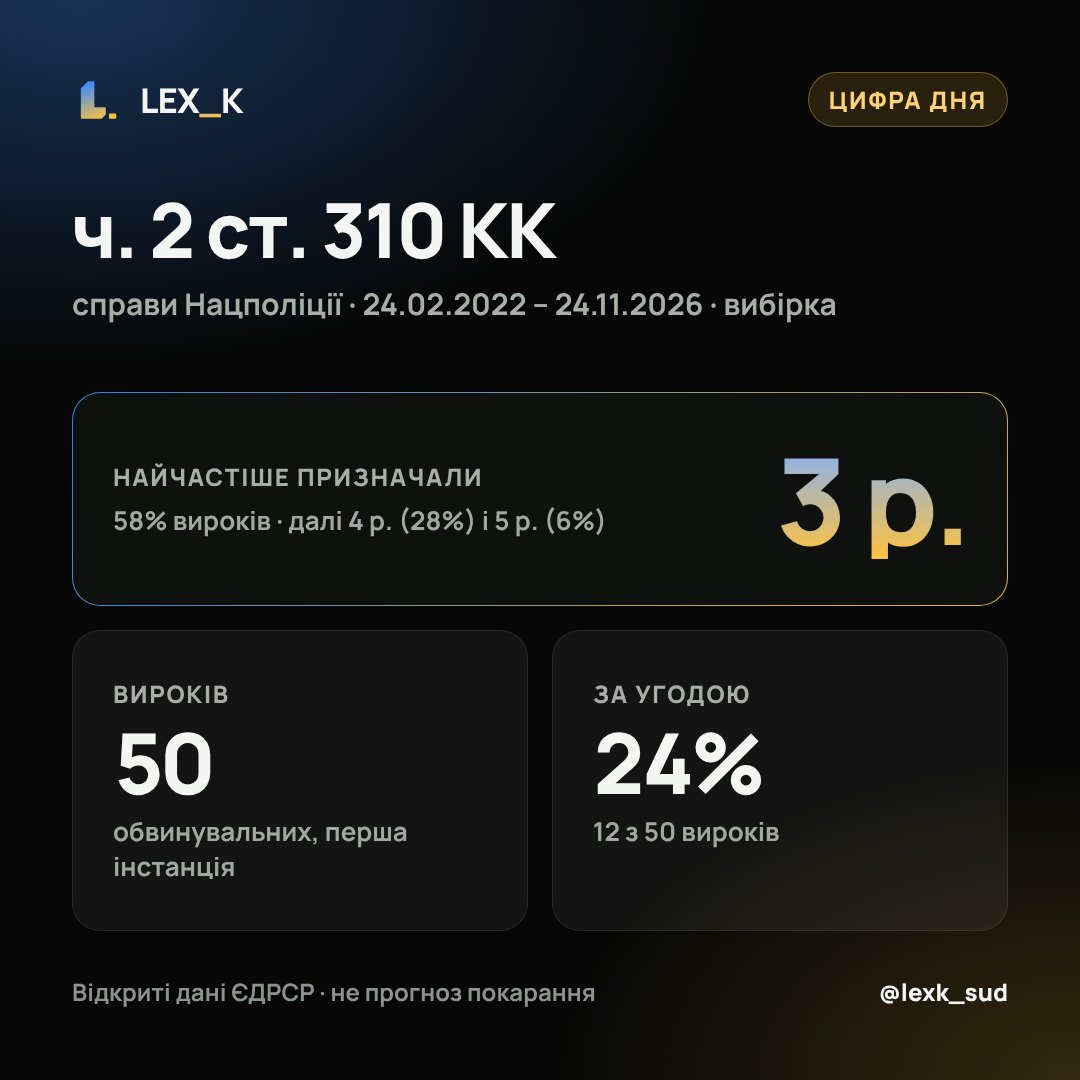 LEX_K
ЦИФРА ДНЯ
ч. 2 ст. 310 КК
справи Нацполіції · 24.02.2022 – 24.11.2026 · вибірка
НАЙЧАСТІШЕ ПРИЗНАЧАЛИ
58% вироків · далі 4 р. (28%) і 5 р. (6%)
3 р.
ВИРОКІВ
50
обвинувальних, перша
інстанція
ЗА УГОДОЮ
24%
12 з 50 вироків
Відкриті дані ЄДРСР · не прогноз покарання
@lexk_sud